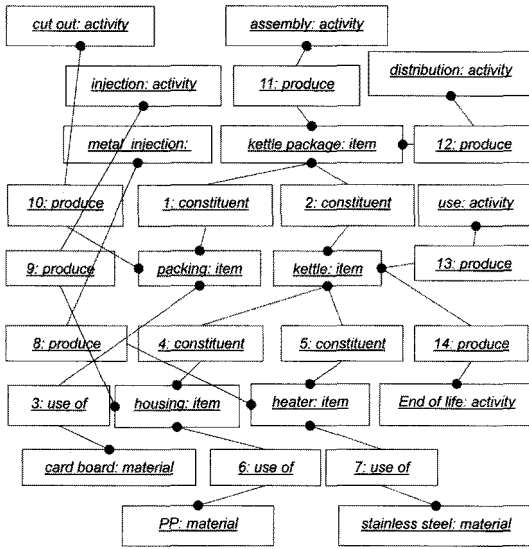 cut out: activity
assembly: activity
injection: activity
11: produce
distribution: activity
metal injection:
kettle package: item
12: produce
10: produce
1: constituent
2: constituent
use: activity
9: produce
packing: item
kettle: item
13: produce
8: produce
4: constituent
5: constituent
14: produce
3: use of
housing: item
heater: item
End of life: activity
card board: material
6: use of
7: use of
PP: material
stainless steel: material